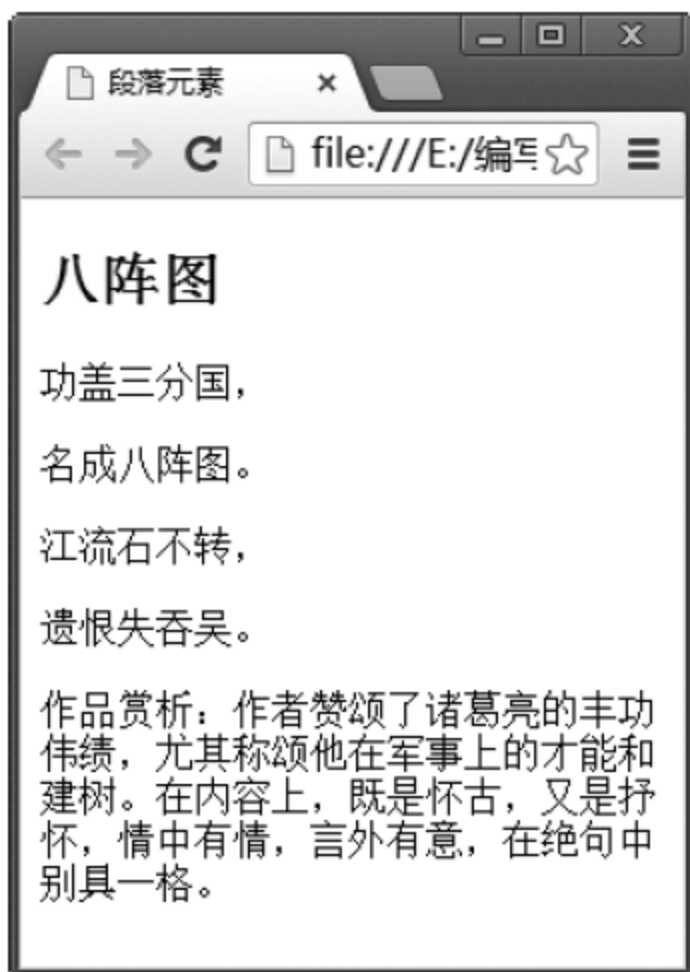 段落元素
file:///E:/编写
八阵图
功盖三分国，
名成八阵图。
江流石不转，
遗恨失吞吴。
作品赏析：作者赞颂了诸葛亮的丰功
伟绩，尤其称颂他在军事上的才能和
建树。在内容上，既是怀古，又是抒
怀，情中有情，言外有意，在绝句中
别具一格。